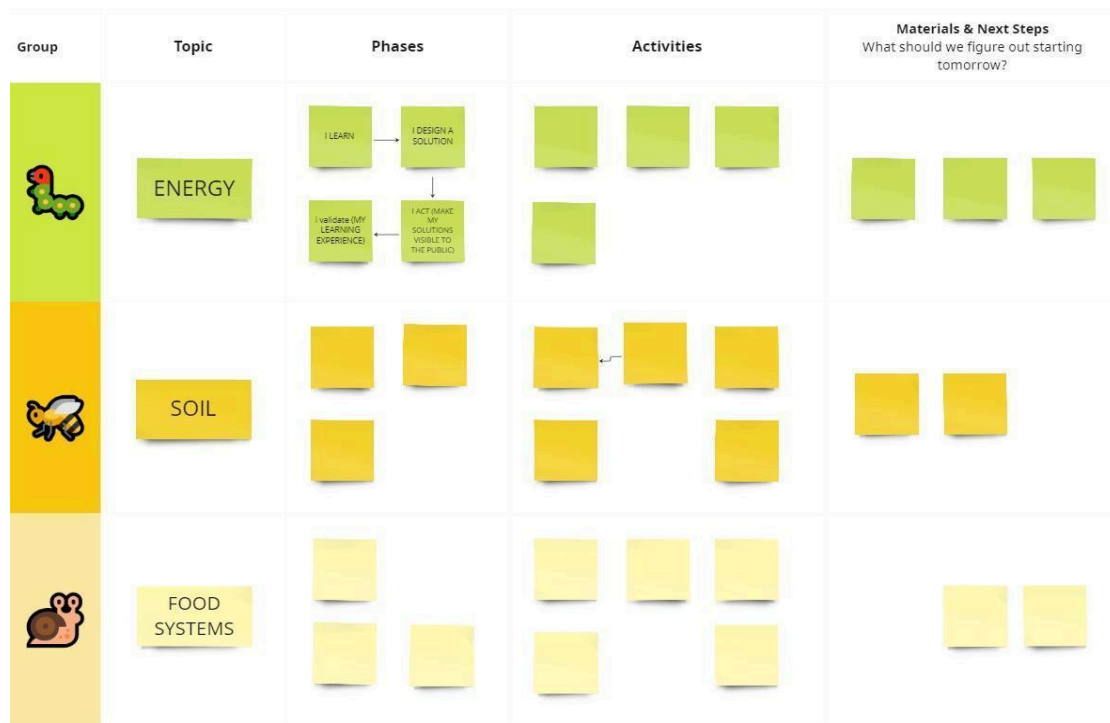 Group
Topic
Phases
Activities
Materials & Next Steps
What should we figure out starting
tomorrow?
ENERGY
I LEARN
I DESIGN A
SOLUTION
I validate (MY
LEARNING
EXPERIENCE)
I ACT (MAKE
MY
SOLUTIONS
VISIBLE TO
THE PUBLIC)
SOIL
FOOD
SYSTEMS